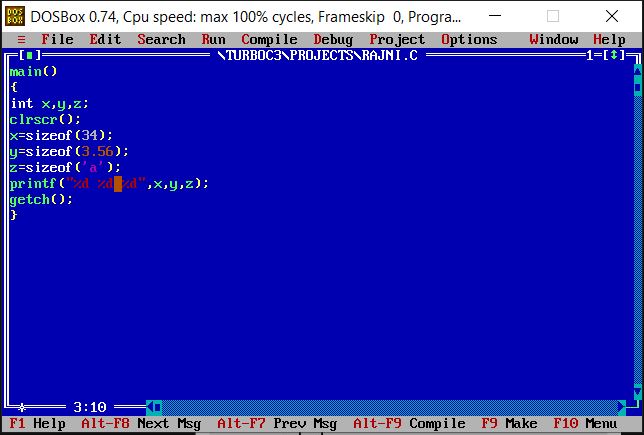 DOS BOX DOSBox 0.74, Cpu speed: max 100% cycles, Frameskip 0, Progra...
≡ File Edit Search Run Compile Debug Project Options Window Help
[■] \TURBOC3\PROJECTS\RAJNI.C 1=[↕]
main()
{
int x,y,z;
clrscr();
x=sizeof(34);
y=sizeof(3.56);
z=sizeof('a');
printf("%d %d %d",x,y,z);
getch();
}
* 3:10
F1 Help Alt-F8 Next Msg Alt-F7 Prev Msg Alt-F9 Compile F9 Make F10 Menu